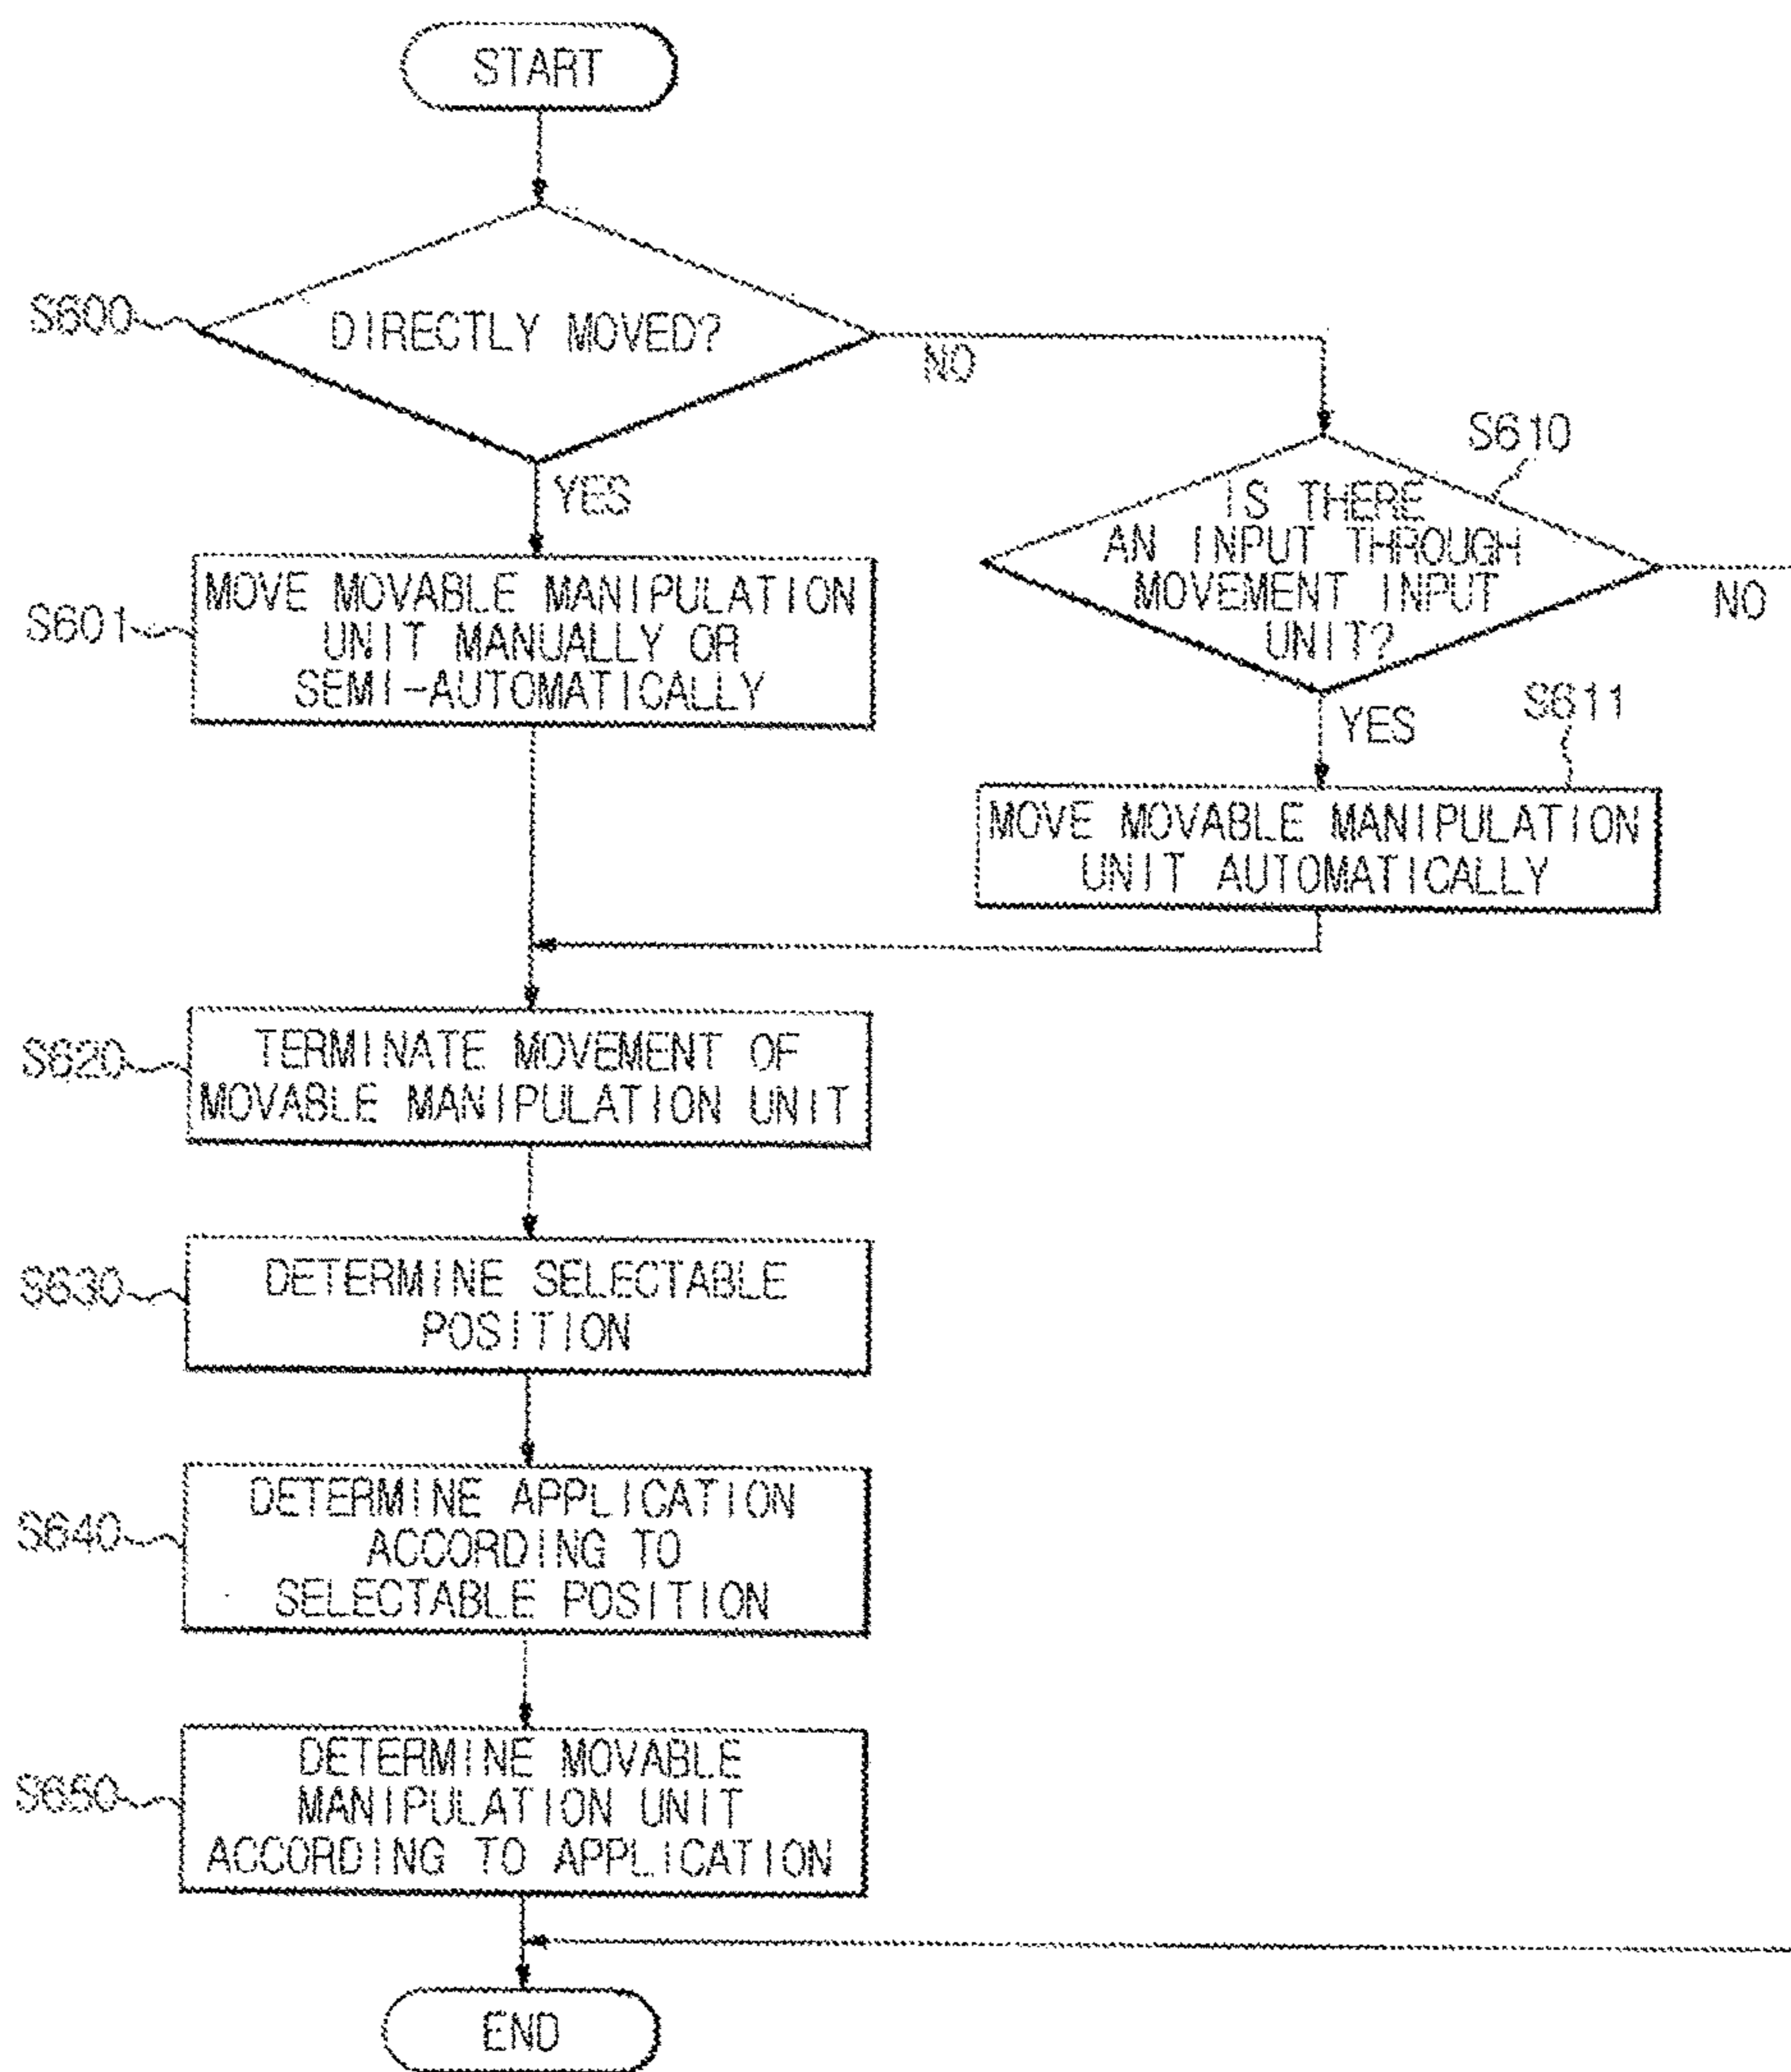 START
S600
DIRECTLY MOVED?
NO
YES
S610
IS THERE
AN INPUT THROUGH
MOVEMENT INPUT
UNIT?
NO
YES
S601
MOVE MOVABLE MANIPULATION
UNIT MANUALLY OR
SEMI-AUTOMATICALLY
S611
MOVE MOVABLE MANIPULATION
UNIT AUTOMATICALLY
S620
TERMINATE MOVEMENT OF
MOVABLE MANIPULATION UNIT
S630
DETERMINE SELECTABLE
POSITION
S640
DETERMINE APPLICATION
ACCORDING TO
SELECTABLE POSITION
S650
DETERMINE MOVABLE
MANIPULATION UNIT
ACCORDING TO APPLICATION
END